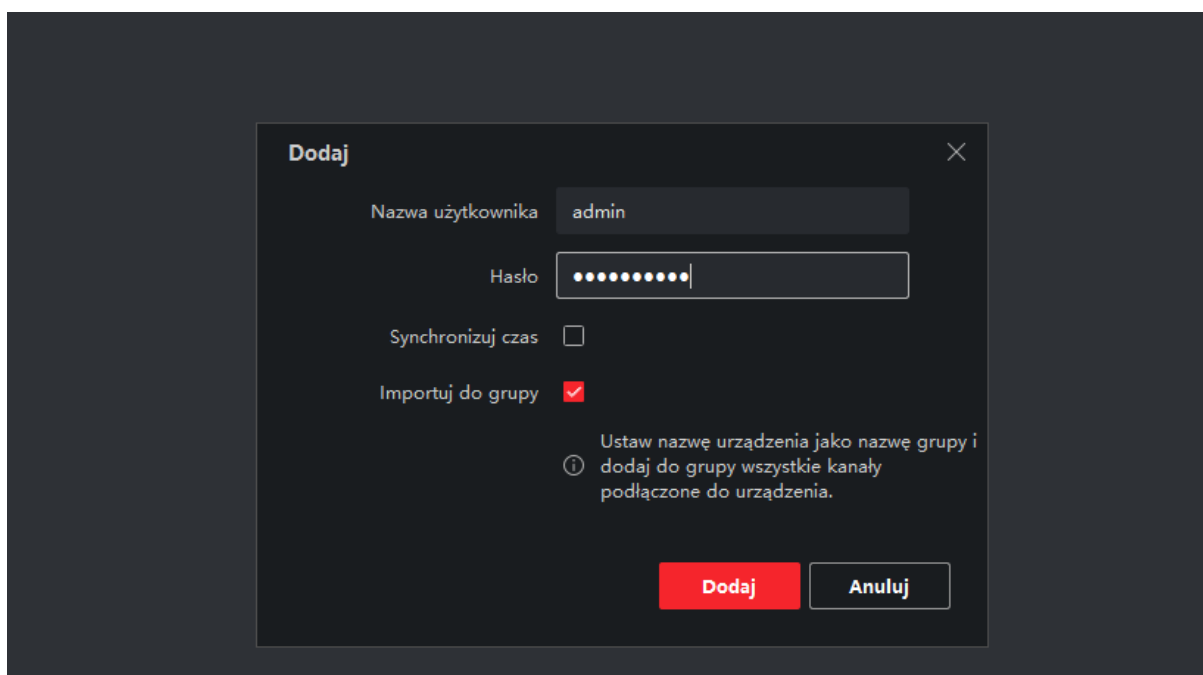 Dodaj
Nazwa użytkownika admin
Hasło ••••••••••
Synchronizuj czas
Importuj do grupy
Ustaw nazwę urządzenia jako nazwę grupy i
dodaj do grupy wszystkie kanały
podłączone do urządzenia.
Dodaj Anuluj